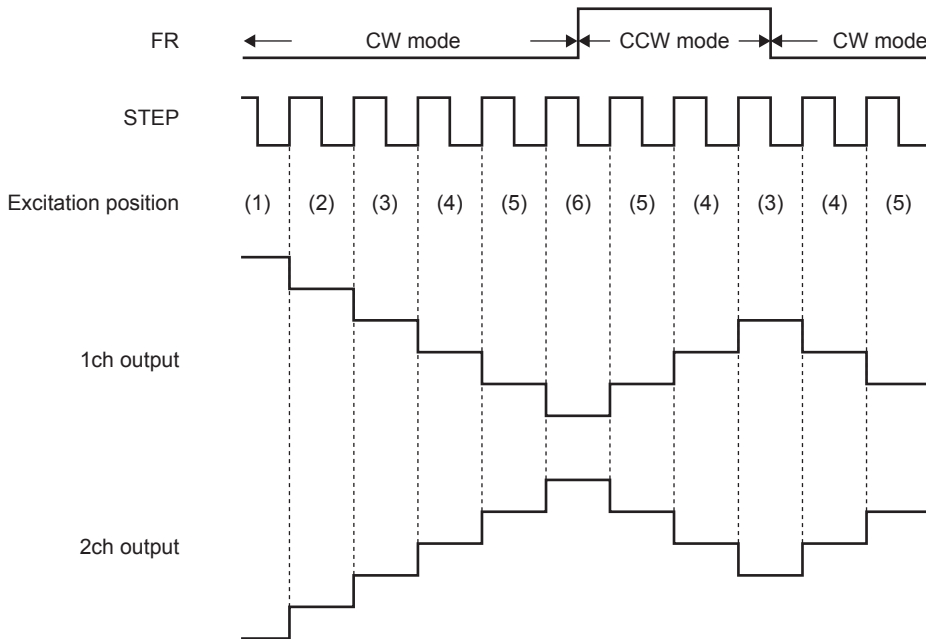 FR CW mode CCW mode CW mode
STEP
Excitation position (1) (2) (3) (4) (5) (6) (5) (4) (3) (4) (5)
1ch output
2ch output